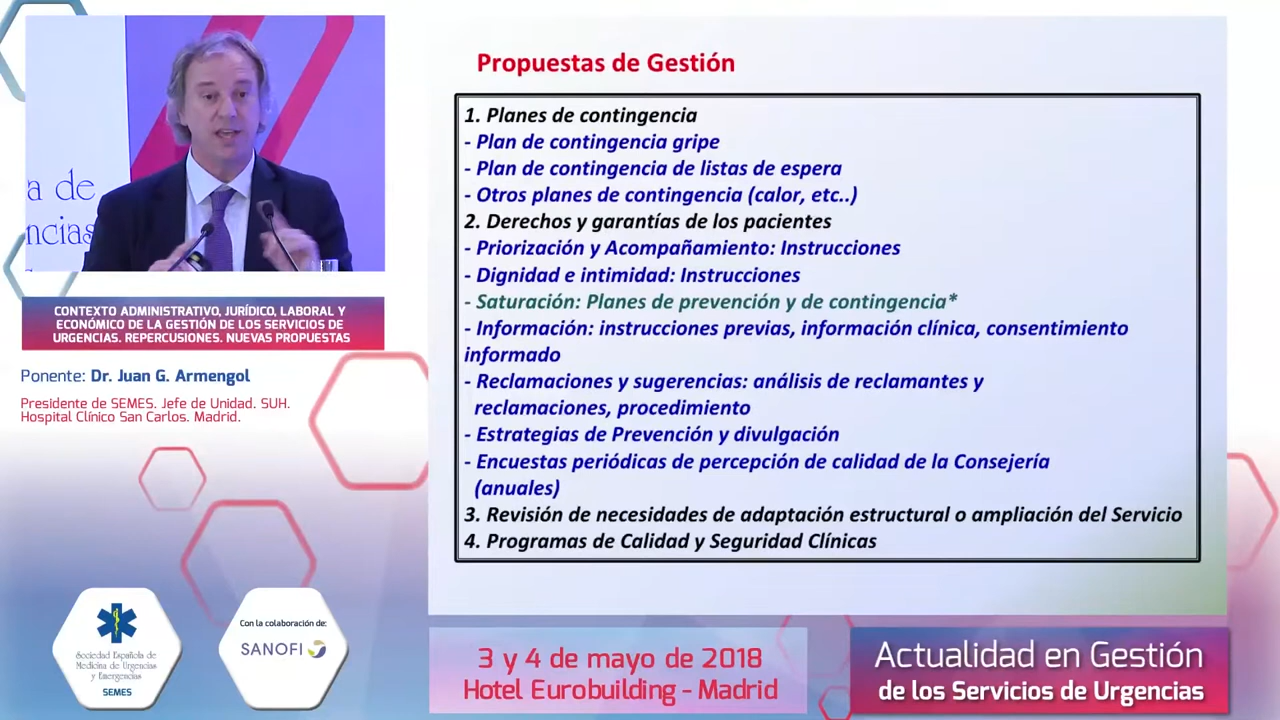 a de
ncias
CONTEXTO ADMINISTRATIVO, JURÍDICO, LABORAL Y
ECONÓMICO DE LA GESTIÓN DE LOS SERVICIOS DE
URGENCIAS. REPERCUSIONES. NUEVAS PROPUESTAS
Ponente: Dr. Juan G. Armengol
Presidente de SEMES. Jefe de Unidad. SUH.
Hospital Clínico San Carlos. Madrid.
Sociedad Española de
Medicina de Urgencias
y Emergencias
SEMES
Con la colaboración de:
SANOFI
Propuestas de Gestión
1. Planes de contingencia
- Plan de contingencia gripe
- Plan de contingencia de listas de espera
- Otros planes de contingencia (calor, etc..)
2. Derechos y garantías de los pacientes
- Priorización y Acompañamiento: Instrucciones
- Dignidad e intimidad: Instrucciones
- Saturación: Planes de prevención y de contingencia*
- Información: instrucciones previas, información clínica, consentimiento
informado
- Reclamaciones y sugerencias: análisis de reclamantes y
reclamaciones, procedimiento
- Estrategias de Prevención y divulgación
- Encuestas periódicas de percepción de calidad de la Consejería
(anuales)
3. Revisión de necesidades de adaptación estructural o ampliación del Servicio
4. Programas de Calidad y Seguridad Clínicas
3 y 4 de mayo de 2018
Hotel Eurobuilding - Madrid
Actualidad en Gestión
de los Servicios de Urgencias